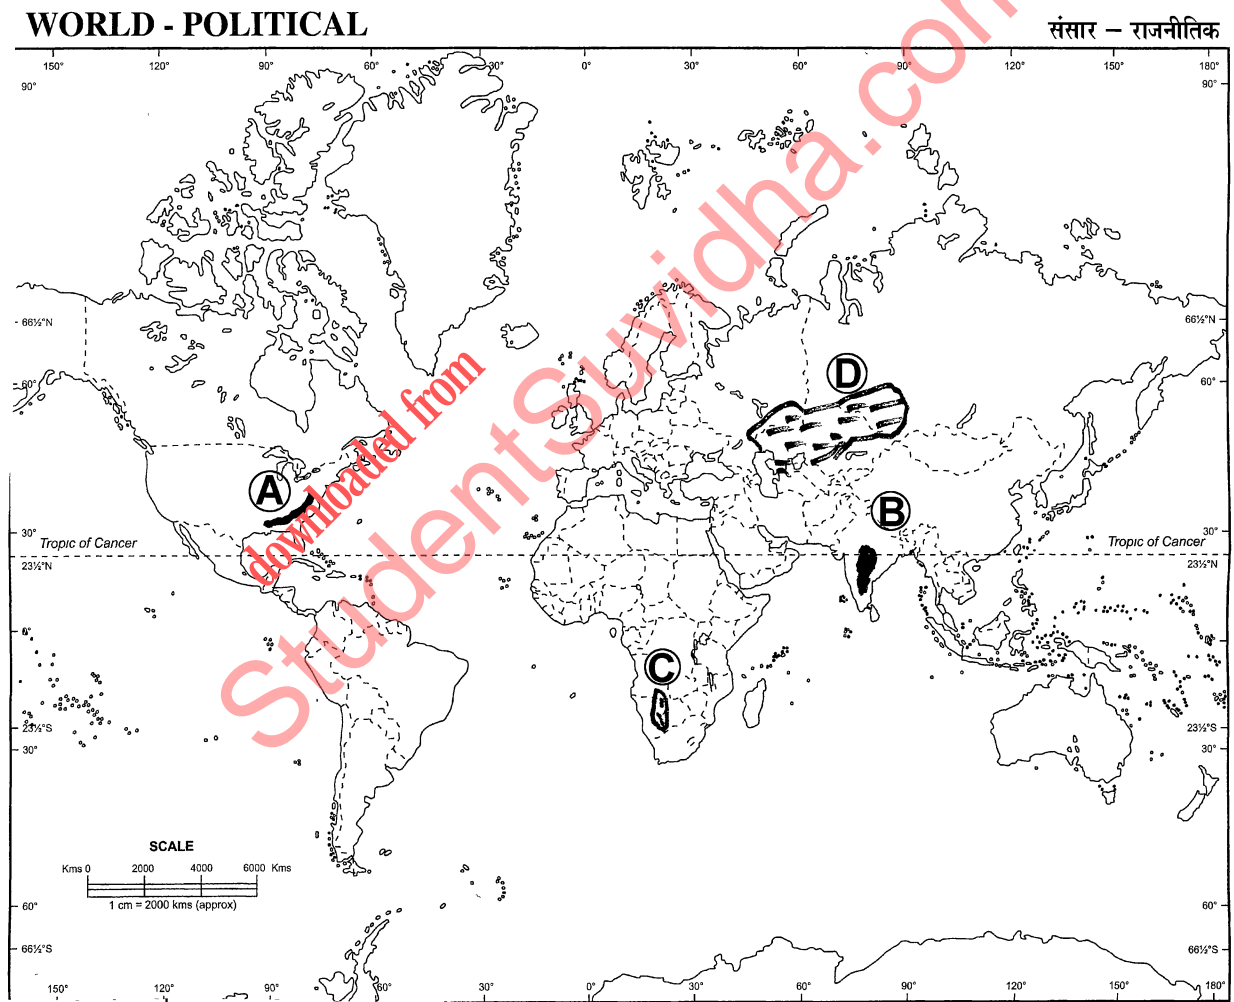 WORLD - POLITICAL
संसार – राजनीतिक
150° 120° 90° 60° 30° 0° 30° 60° 90° 120° 150° 180°
90° 90°
66½°N 66½°N
60° 60°
D
A
B
30° 30°
Tropic of Cancer Tropic of Cancer
23½°N 23½°N
0° 0°
C
23½°S 23½°S
30° 30°
SCALE
Kms 0 2000 4000 6000 Kms
1 cm = 2000 kms (approx)
60° 60°
66½°S 66½°S
150° 120° 90° 60° 30° 0° 30° 60° 90° 120° 150° 180°
downloaded from
StudentSuvidha.com